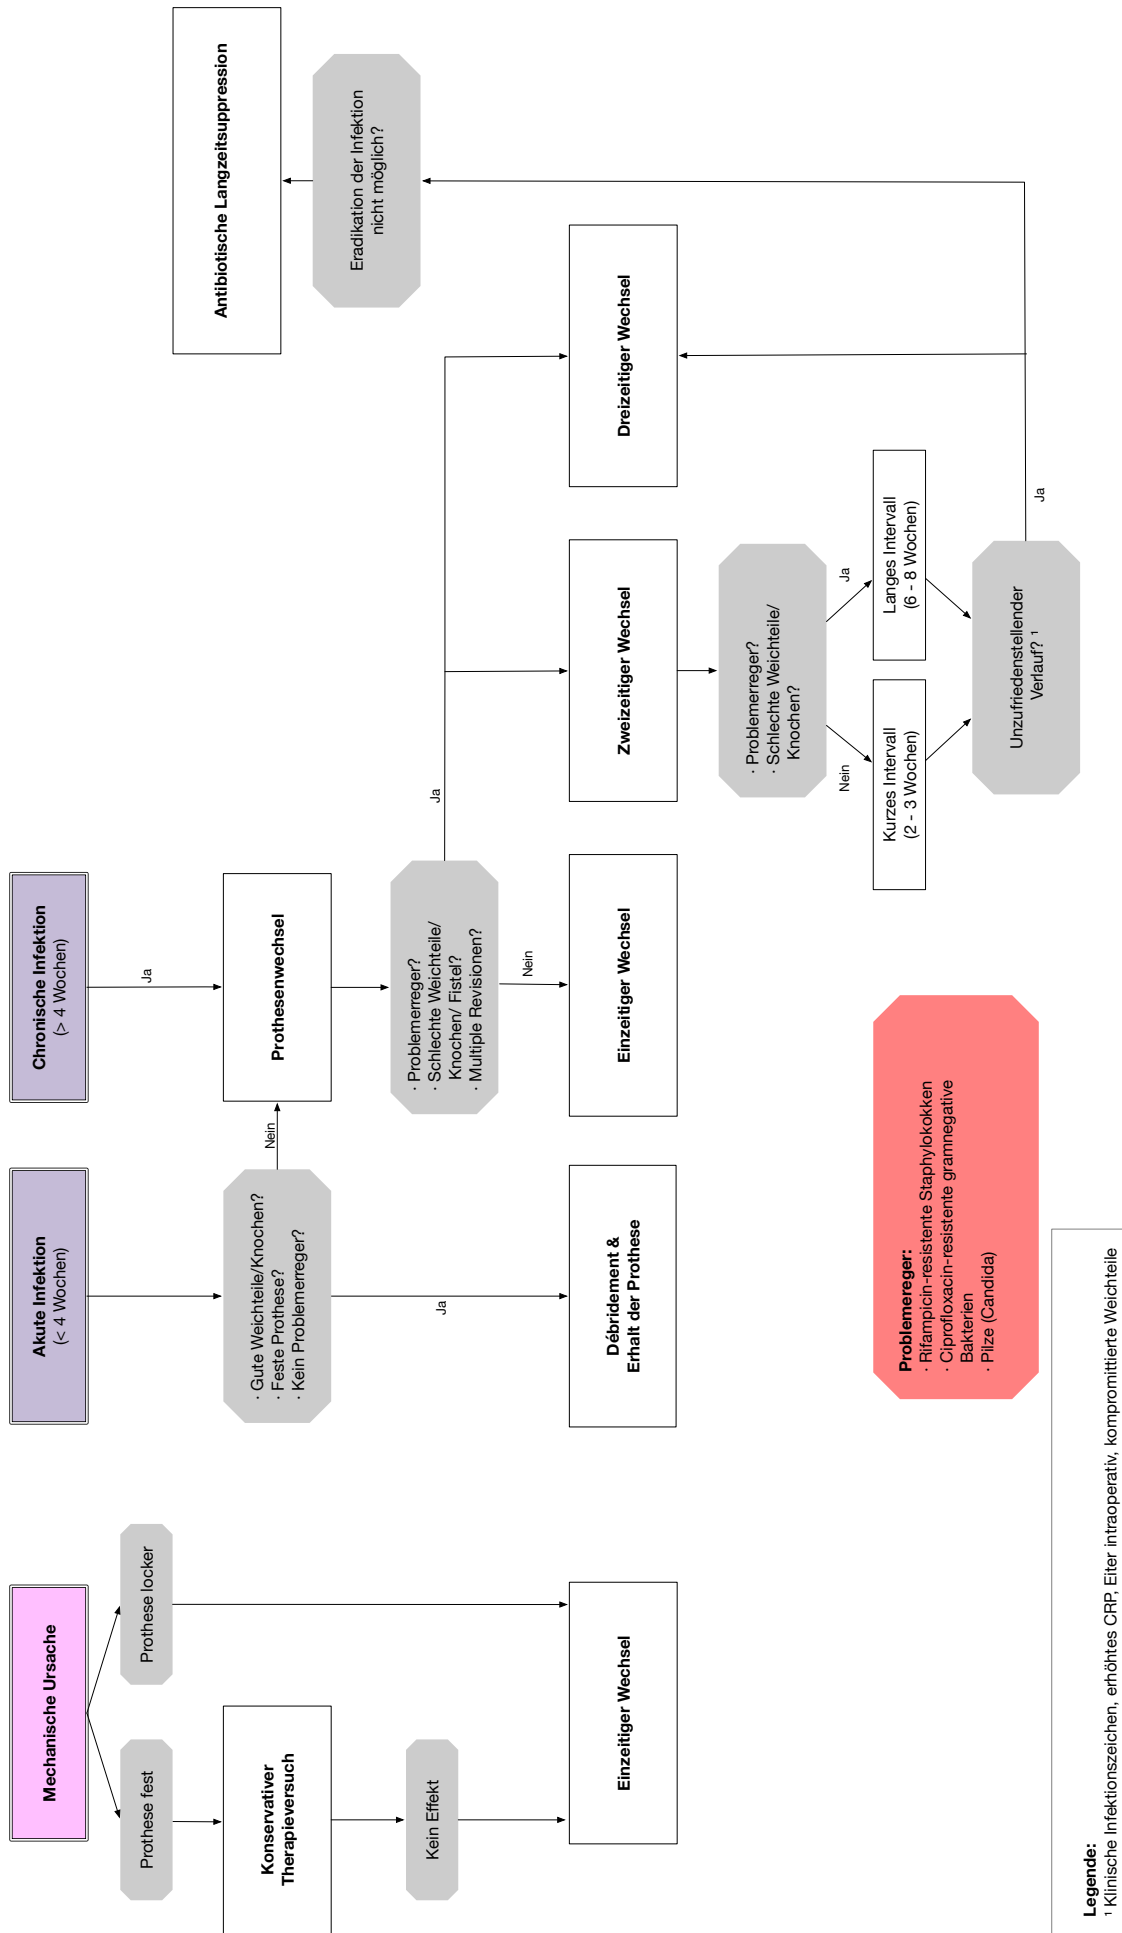 Mechanische Ursache
Akute Infektion
(< 4 Wochen)
Chronische Infektion
(> 4 Wochen)
Prothese fest
Prothese locker
Ja
Antibiotische Langzeitsuppression
Konservativer
Therapieversuch
· Gute Weichteile/Knochen?
· Feste Prothese?
· Kein Problemerreger?
Nein
Prothesenwechsel
Eradikation der Infektion
nicht möglich?
Kein Effekt
Ja
· Problemerreger?
· Schlechte Weichteile/
Knochen/ Fistel?
· Multiple Revisionen?
Ja
Nein
Einzeitiger Wechsel
Débridement &
Erhalt der Prothese
Einzeitiger Wechsel
Zweizeitiger Wechsel
Dreizeitiger Wechsel
· Problemerreger?
· Schlechte Weichteile/
Knochen?
Nein
Ja
Kurzes Intervall
(2 - 3 Wochen)
Langes Intervall
(6 - 8 Wochen)
Problemereger:
· Rifampicin-resistente Staphylokokken
· Ciprofloxacin-resistente gramnegative
Bakterien
· Pilze (Candida)
Unzufriedenstellender
Verlauf? ¹
Ja
Legende:
¹ Klinische Infektionszeichen, erhöhtes CRP, Eiter intraoperativ, kompromittierte Weichteile